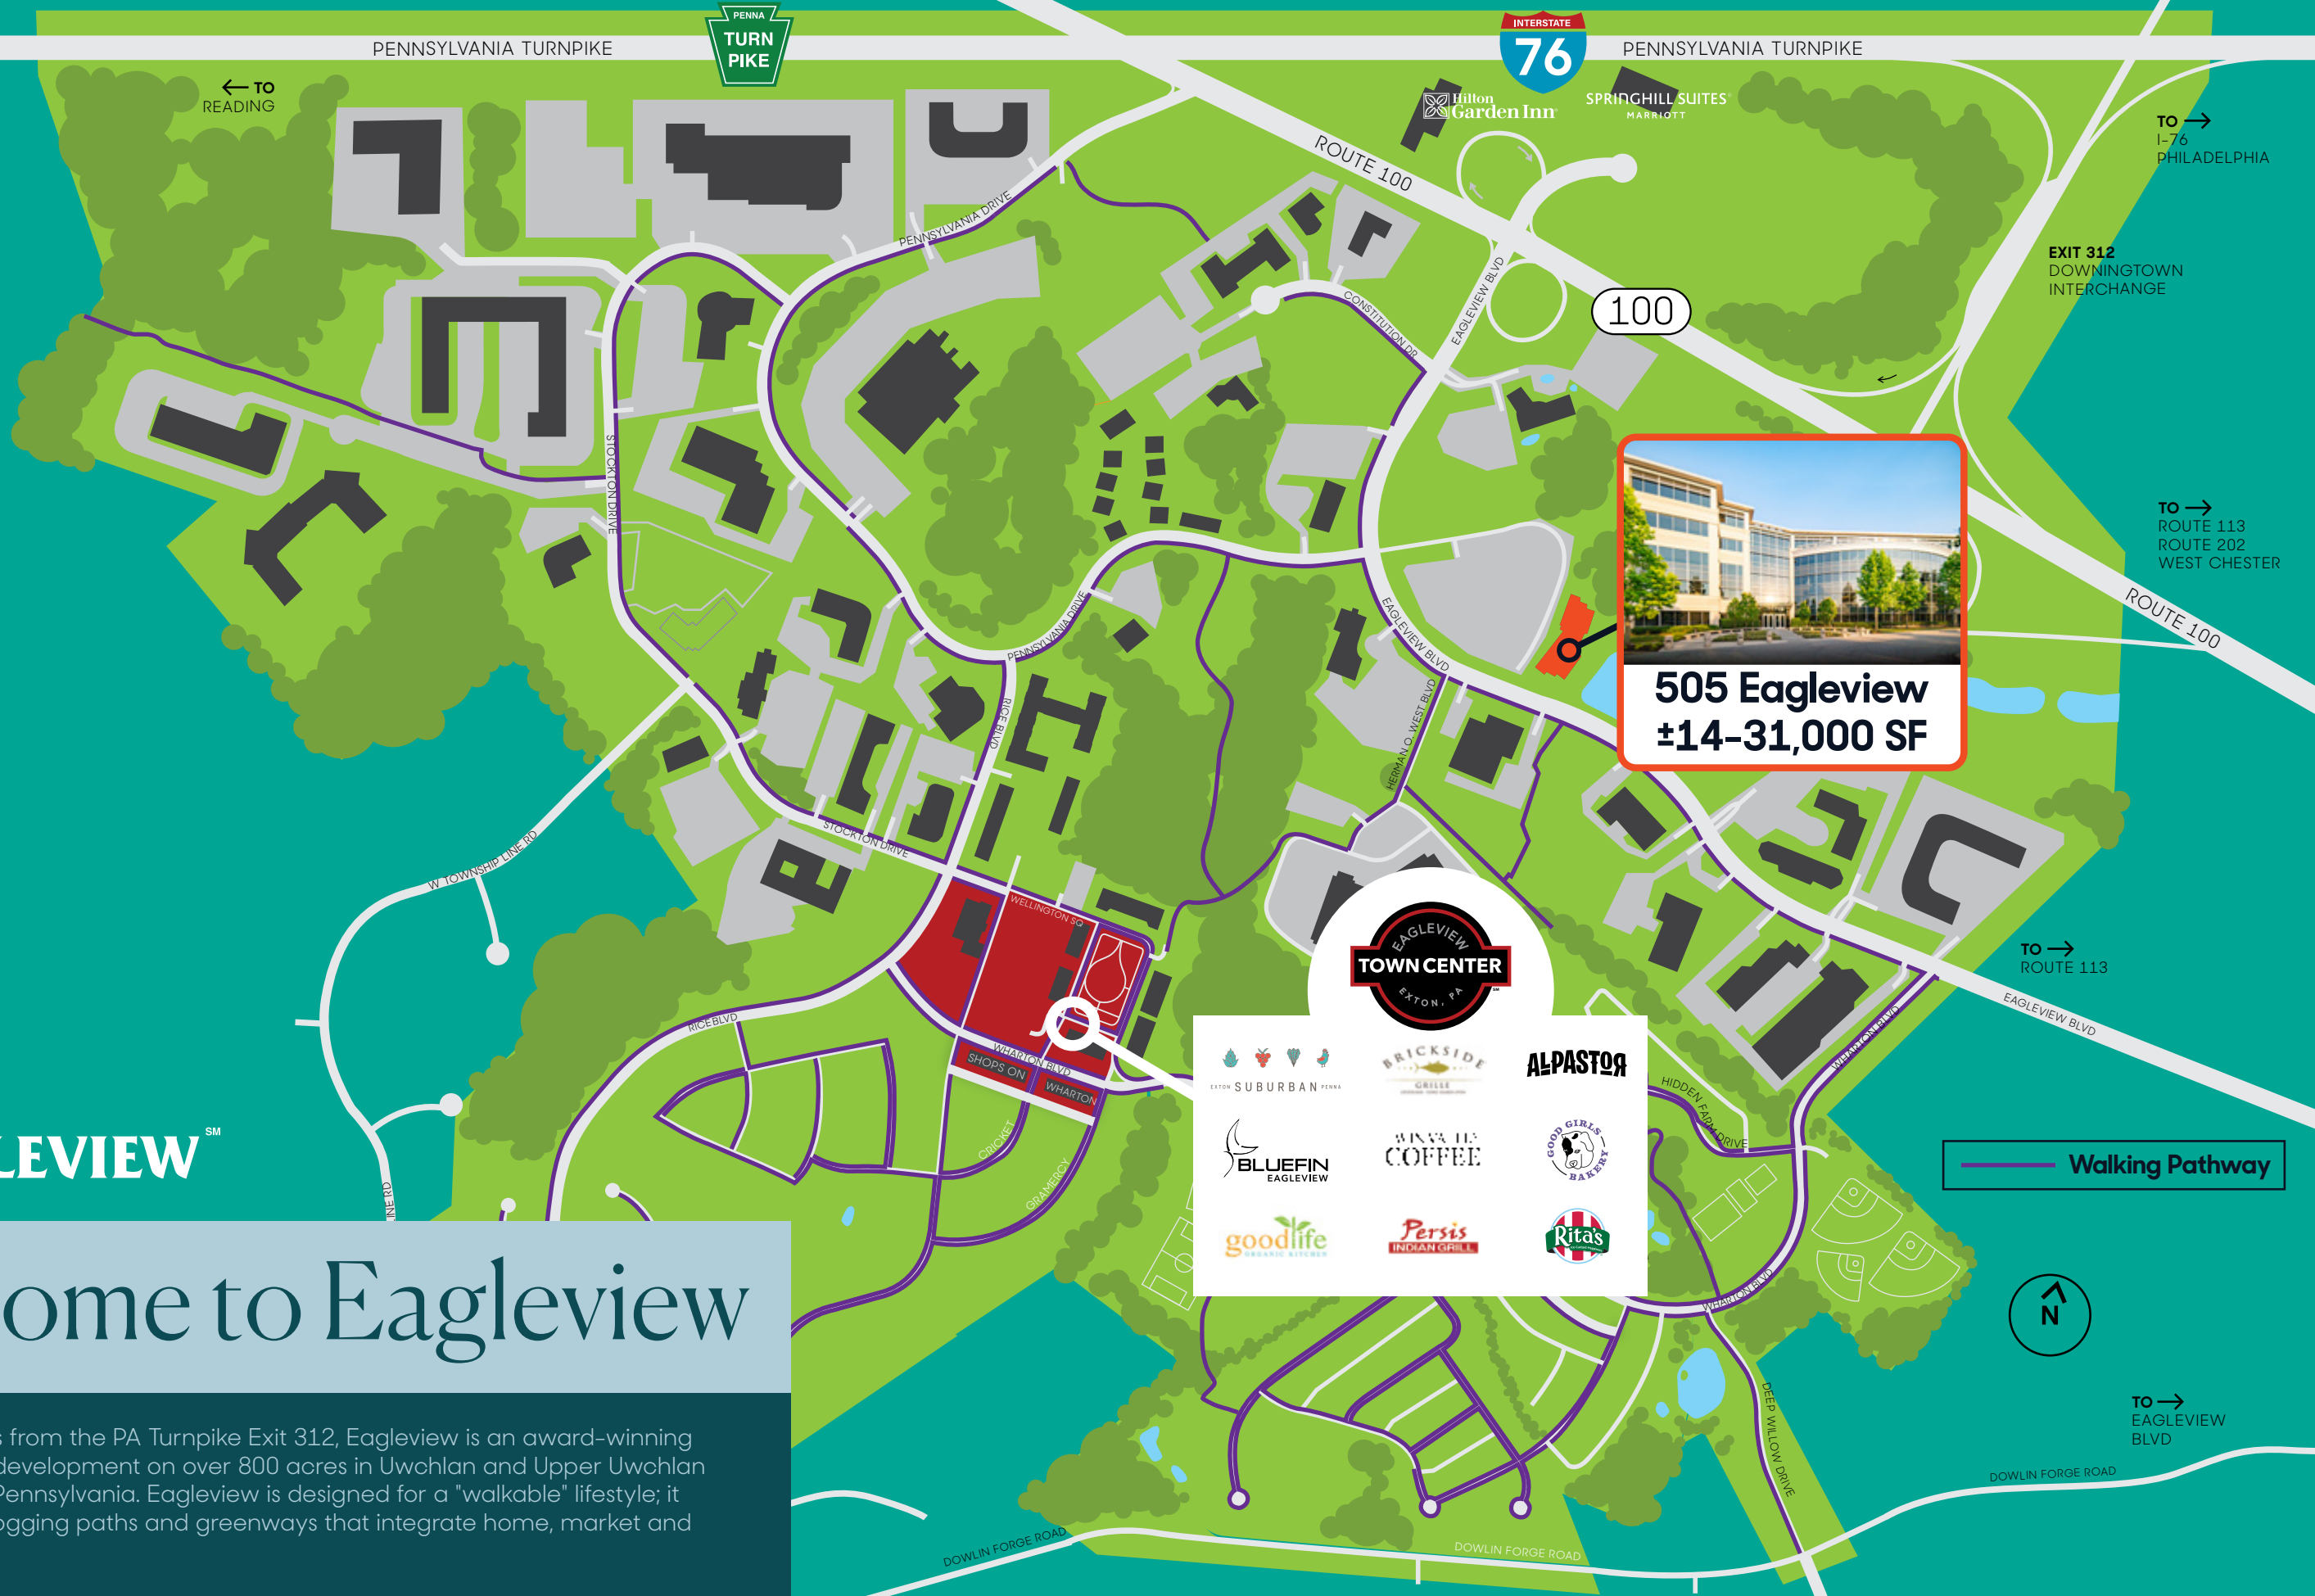 PENNSYLVANIA TURNPIKE
PENNA
TURN
PIKE
INTERSTATE
76
PENNSYLVANIA TURNPIKE
← TO
READING
Hilton
Garden Inn
SPRINGHILL SUITES
MARRIOTT
TO →
I-76
PHILADELPHIA
ROUTE 100
PENNSYLVANIA DRIVE
EXIT 312
DOWNINGTOWN
INTERCHANGE
CONSTITUTION DR
EAGLEVIEW BLVD
100
STOCKTON DRIVE
TO →
ROUTE 113
ROUTE 202
WEST CHESTER
ROUTE 100
PENNSYLVANIA DRIVE
EAGLEVIEW BLVD
505 Eagleview
±14-31,000 SF
RICE BLVD
HERMAN O. WEST BLVD
STOCKTON DRIVE
W TOWNSHIP LINE RD
WELLINGTON SQ
EAGLEVIEW
TOWN CENTER
EXTON, PA
TO →
ROUTE 113
EAGLEVIEW BLVD
RICE BLVD
WHARTON BLVD
SHOPS ON
WHARTON
WHARTON BLVD
EXTON SUBURBAN PENNA
BRICKSIDE
GRILLE
ALPASTOR
HIDDEN FARM DRIVE
CRICKET
GRAMERCY
BLUEFIN
EAGLEVIEW
COFFEE
GOOD GIRLS
BAKERY
LEVIEW SM
Walking Pathway
INE RD
goodlife
ORGANIC KITCHEN
Persis
INDIAN GRILL
Rita's
WHARTON BLVD
N
ome to Eagleview
DEEP WILLOW DRIVE
TO →
EAGLEVIEW
BLVD
s from the PA Turnpike Exit 312, Eagleview is an award-winning
development on over 800 acres in Uwchlan and Upper Uwchlan
Pennsylvania. Eagleview is designed for a "walkable" lifestyle; it
ogging paths and greenways that integrate home, market and
DOWLIN FORGE ROAD
DOWLIN FORGE ROAD
DOWLIN FORGE ROAD